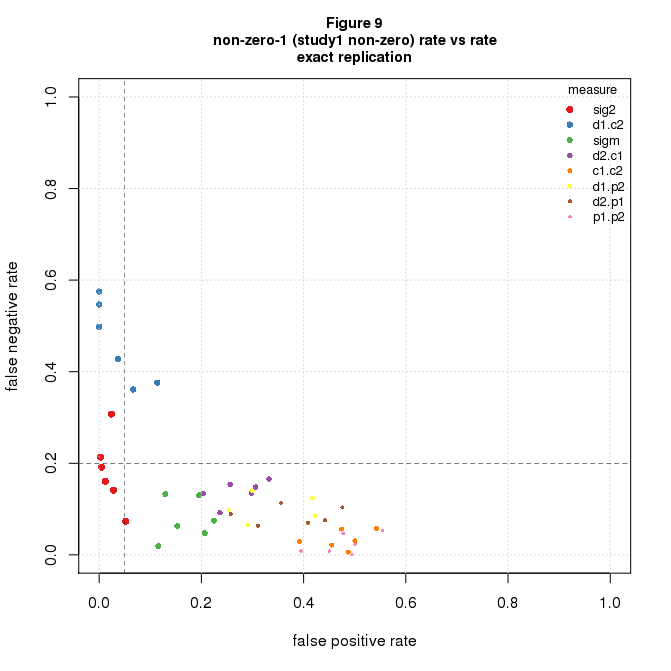 Figure 9
non-zero-1 (study1 non-zero) rate vs rate
exact replication
measure
sig2
d1.c2
sigm
d2.c1
c1.c2
d1.p2
d2.p1
p1.p2
false negative rate
1.0
0.8
0.6
0.4
0.2
0.0
0.0 0.2 0.4 0.6 0.8 1.0
false positive rate